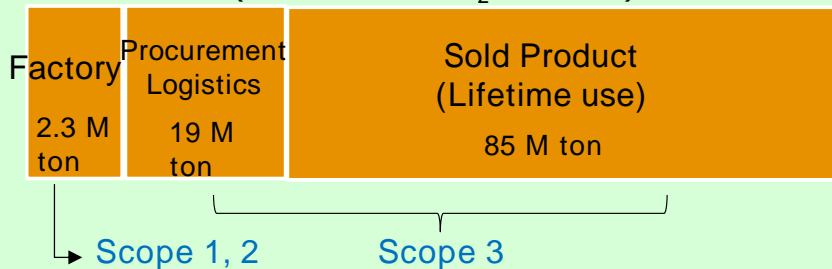 Factory
2.3 M
ton
Procurement
Logistics
19 M
ton
Sold Product
(Lifetime use)
85 M ton
Scope 1, 2
Scope 3